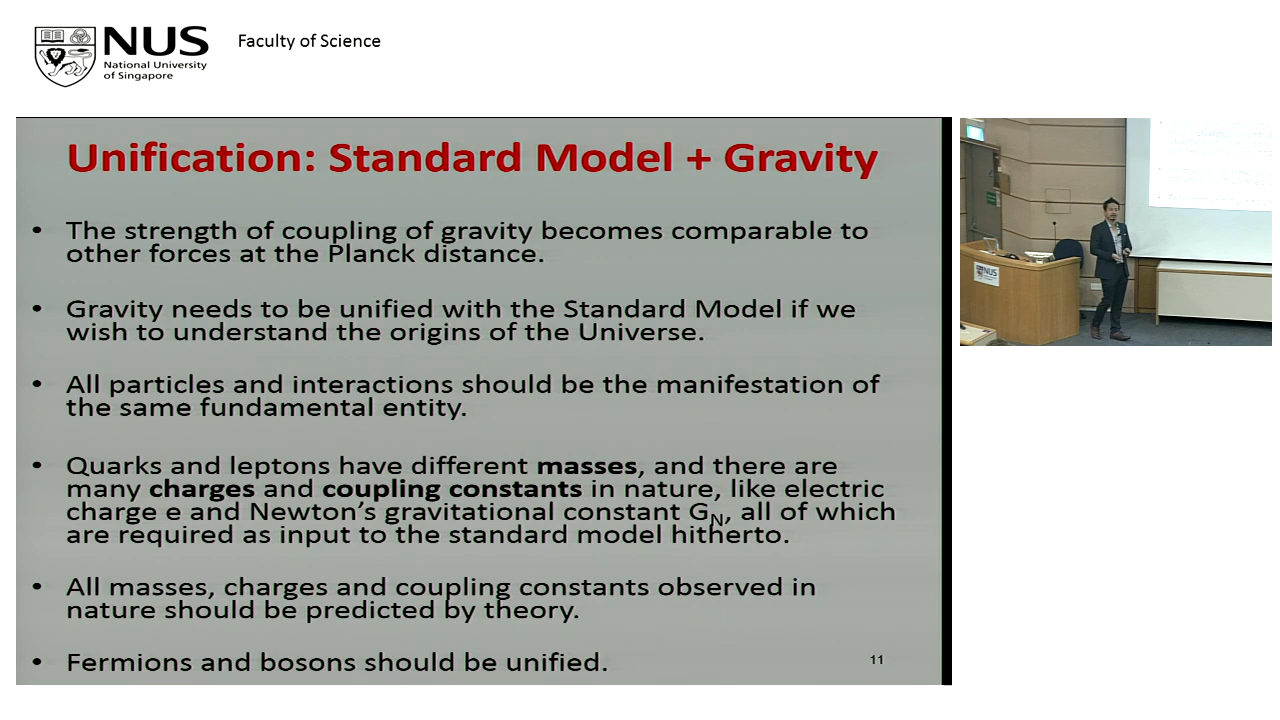 NUS
National University
of Singapore
Faculty of Science
Unification: Standard Model + Gravity
• The strength of coupling of gravity becomes comparable to
other forces at the Planck distance.
• Gravity needs to be unified with the Standard Model if we
wish to understand the origins of the Universe.
• All particles and interactions should be the manifestation of
the same fundamental entity.
• Quarks and leptons have different masses, and there are
many charges and coupling constants in nature, like electric
charge e and Newton's gravitational constant GN, all of which
are required as input to the standard model hitherto.
• All masses, charges and coupling constants observed in
nature should be predicted by theory.
• Fermions and bosons should be unified.
11
NUS